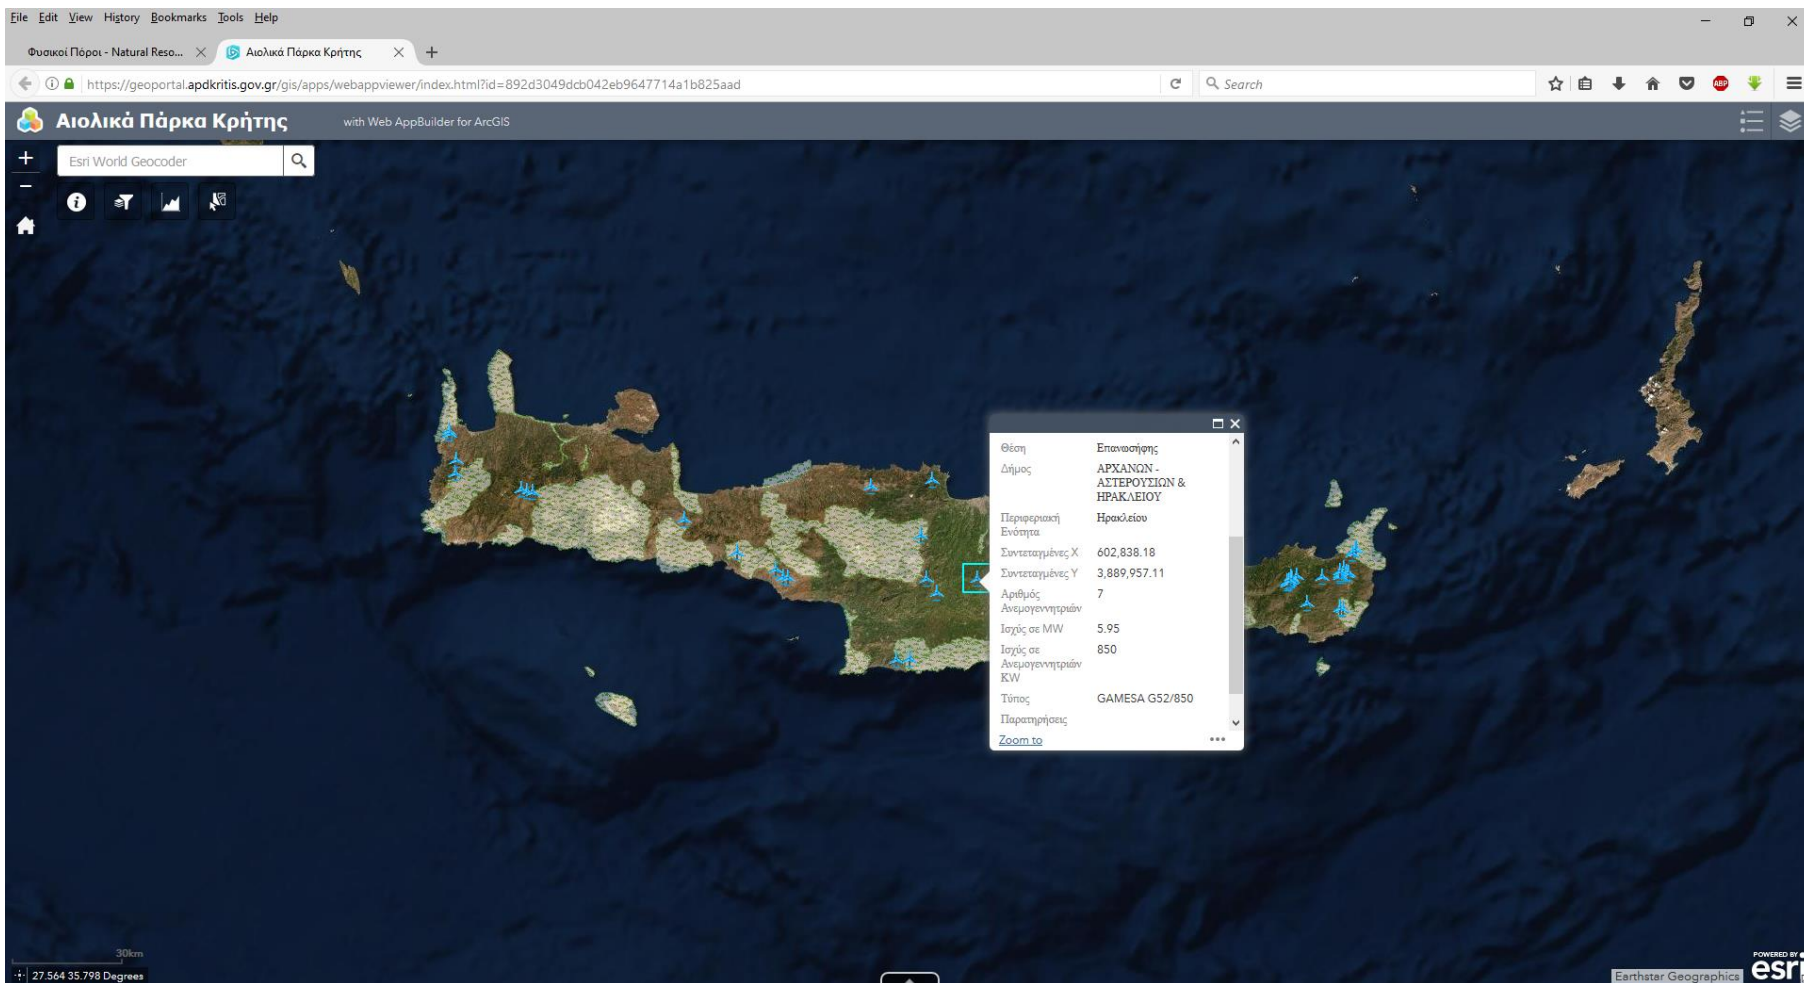 File Edit View History Bookmarks Tools Help
Φυσικοί Πόροι - Natural Reso...
Αιολικά Πάρκα Κρήτης
https://geoportal.apdkritis.gov.gr/gis/apps/webappviewer/index.html?id=892d3049dcb042eb9647714a1b825aad
Search
ABP
Αιολικά Πάρκα Κρήτης
with Web AppBuilder for ArcGIS
Esri World Geocoder
Θέση Επανωσήφης
Δήμος ΑΡΧΑΝΩΝ -
ΑΣΤΕΡΟΥΣΙΩΝ &
ΗΡΑΚΛΕΙΟΥ
Περιφεριακή Ηρακλείου
Ενότητα
Συντεταγμένες Χ 602,838.18
Συντεταγμένες Υ 3,889,957.11
Αριθμός 7
Ανεμογεννητριών
Ισχύς σε MW 5.95
Ισχύς σε 850
Ανεμογεννητριών
KW
Τύπος GAMESA G52/850
Παρατηρήσεις
Zoom to
30km
27.564 35.798 Degrees
Earthstar Geographics
POWERED BY
esri